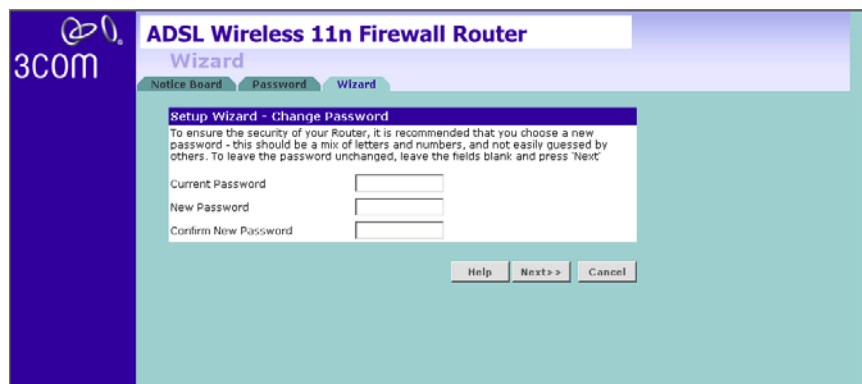 3COM
ADSL Wireless 11n Firewall Router
Wizard
Notice Board Password Wizard
Setup Wizard - Change Password
To ensure the security of your Router, it is recommended that you choose a new
password - this should be a mix of letters and numbers, and not easily guessed by
others. To leave the password unchanged, leave the fields blank and press 'Next'
Current Password
New Password
Confirm New Password
Help Next>> Cancel